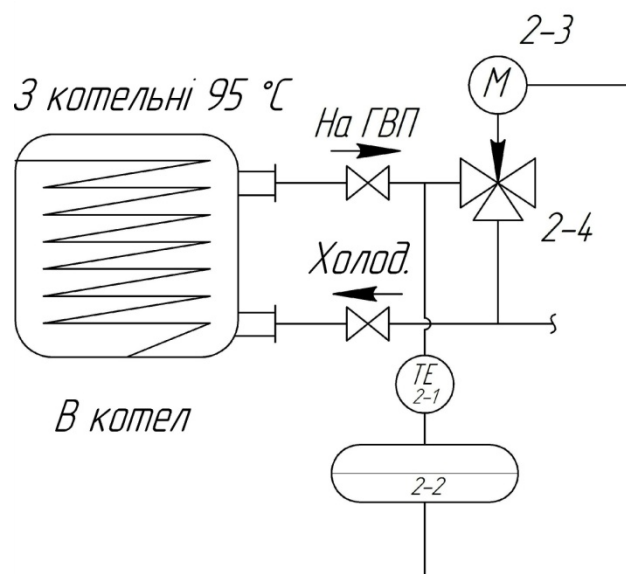 2-3
З котельні 95 °C
М
На ГВП
2-4
Холод.
TE
2-1
В котел
2-2